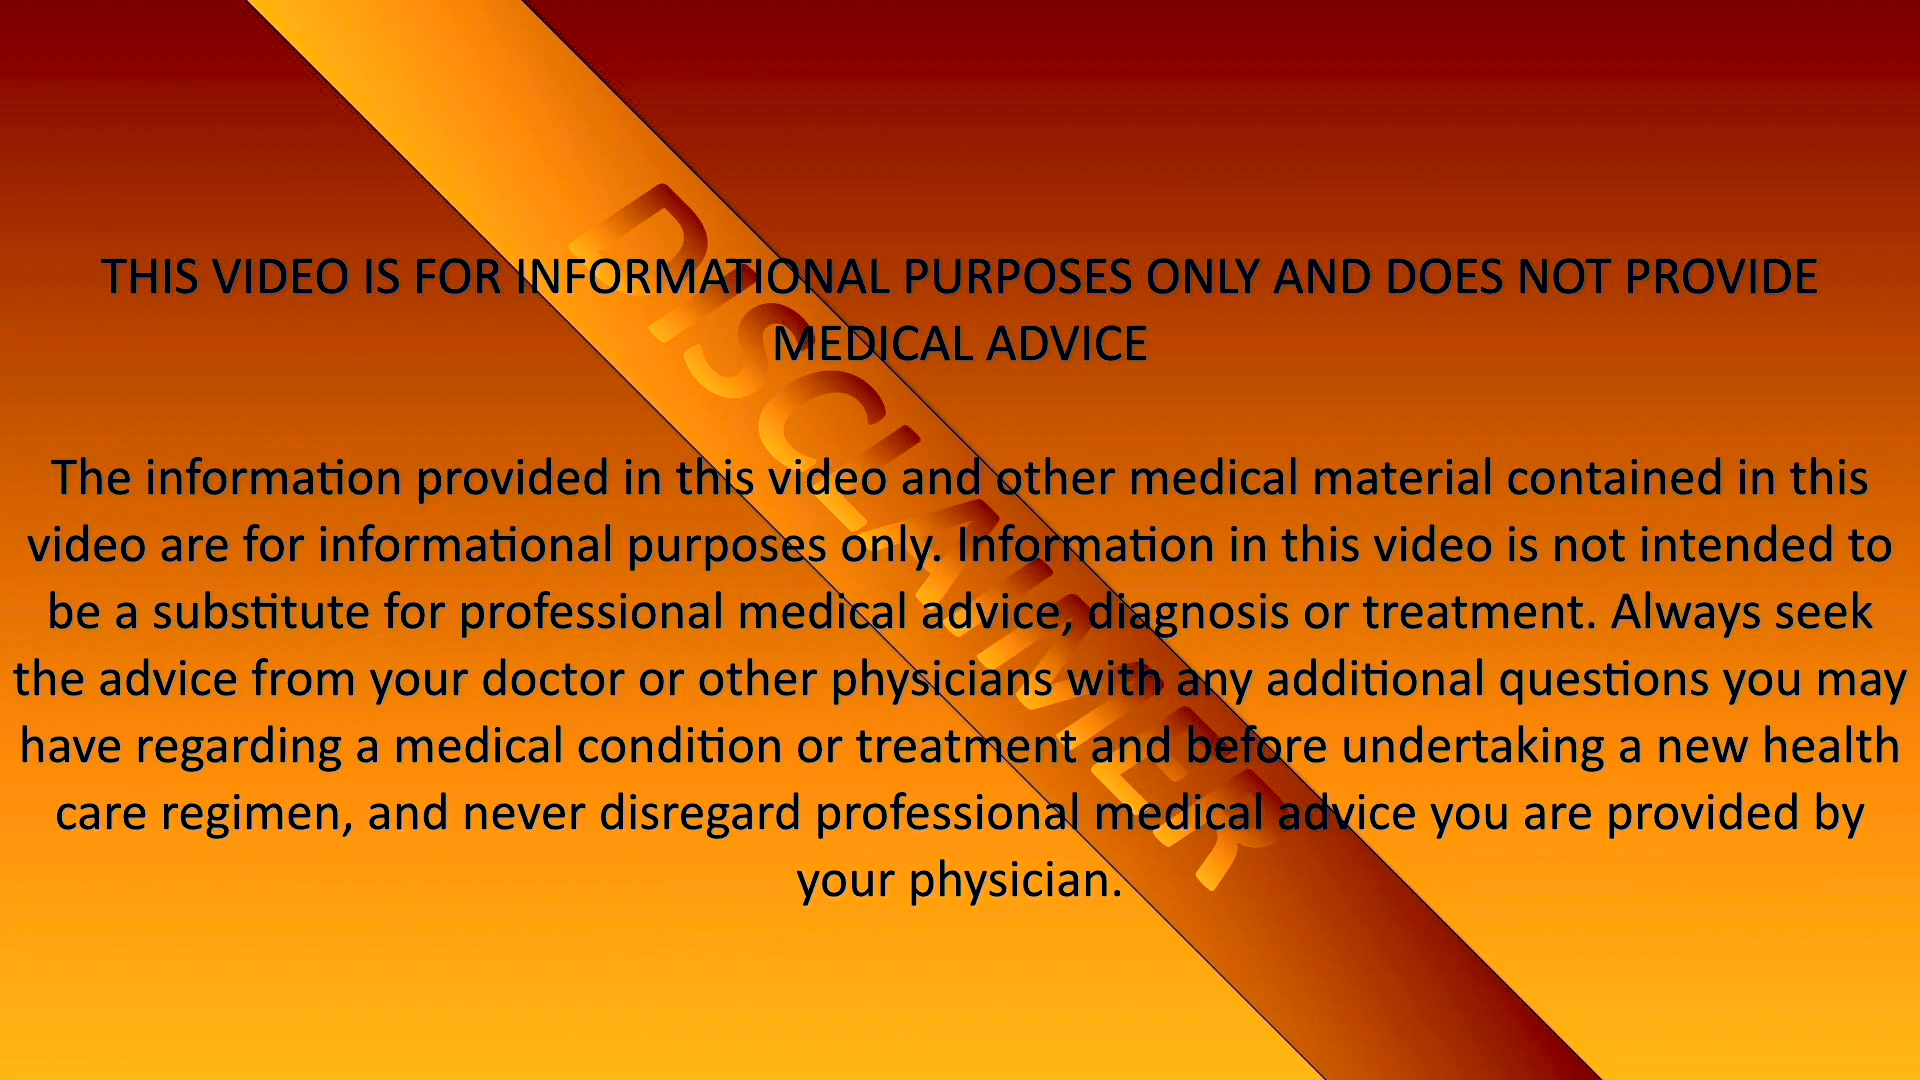 THIS VIDEO IS FOR INFORMATIONAL PURPOSES ONLY AND DOES NOT PROVIDE
MEDICAL ADVICE
The information provided in this video and other medical material contained in this
video are for informational purposes only. Information in this video is not intended to
be a substitute for professional medical advice, diagnosis or treatment. Always seek
the advice from your doctor or other physicians with any additional questions you may
have regarding a medical condition or treatment and before undertaking a new health
care regimen, and never disregard professional medical advice you are provided by
your physician.
DISCLAIMER